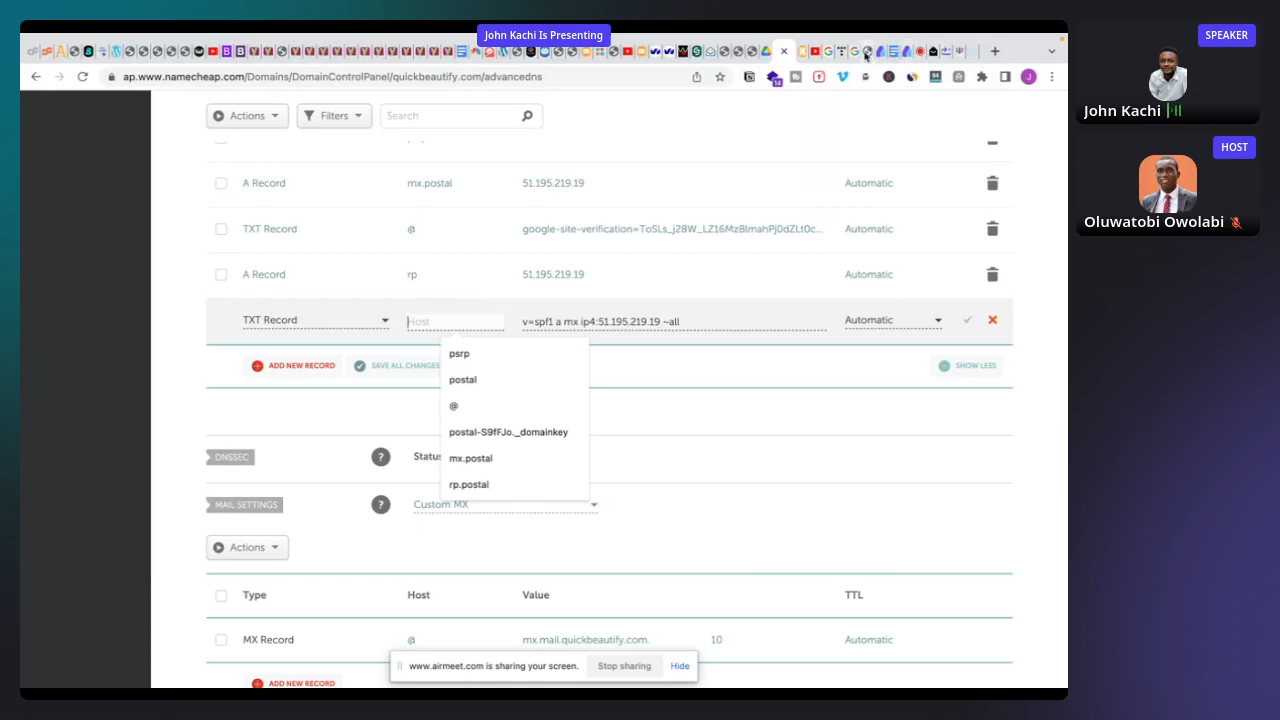 John Kachi Is Presenting
SPEAKER
John Kachi
HOST
Oluwatobi Owolabi
ap.www.namecheap.com/Domains/DomainControlPanel/quickbeautify.com/advancedns
Actions
Filters
Search
A Record mx.postal 51.195.219.19 Automatic
TXT Record @ Automatic
A Record rp 51.195.219.19 Automatic
TXT Record Host v=spf1 a mx ip4:51.195.219.19 ~all Automatic
psrp
postal
@
postal-S9fFJo._domainkey
mx.postal
rp.postal
ADD NEW RECORD SAVE ALL CHANGES SHOW LESS
DNSSEC ? Status
MAIL SETTINGS ? Custom MX
Actions
Type Host Value TTL
MX Record @ mx.mail.quickbeautify.com. 10 Automatic
www.airmeet.com is sharing your screen. Stop sharing Hide
ADD NEW RECORD